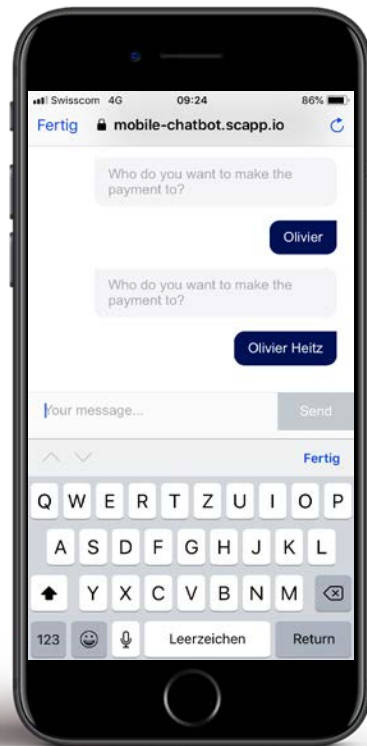 Swisscom 4G 09:24 86%
Fertig mobile-chatbot.scapp.io
Who do you want to make the
payment to?
Olivier
Who do you want to make the
payment to?
Olivier Heitz
Your message... Send
Fertig
Q W E R T Z U I O P
A S D F G H J K L
Y X C V B N M
123 Leerzeichen Return